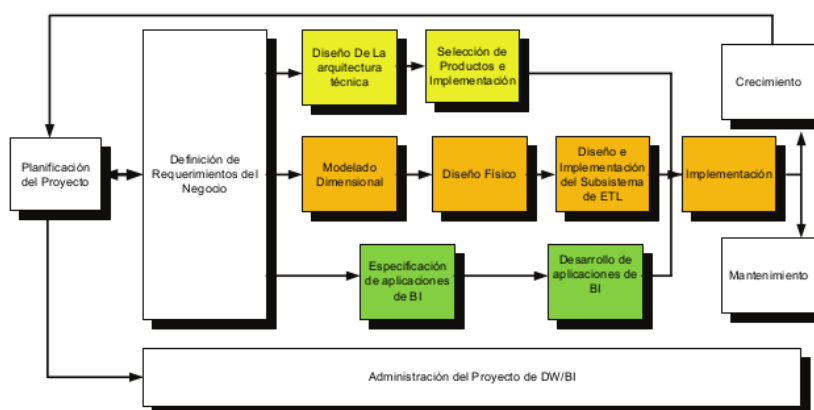 Planificación
del Proyecto
Definición de
Requerimientos del
Negocio
Diseño De La
arquitectura
técnica
Selección de
Productos e
Implementación
Modelado
Dimensional
Diseño Físico
Diseño e
Implementación
del Subsistema
de ETL
Implementación
Especificación
de aplicaciones
de BI
Desarrollo de
aplicaciones de
BI
Crecimiento
Mantenimiento
Administración del Proyecto de DW/BI